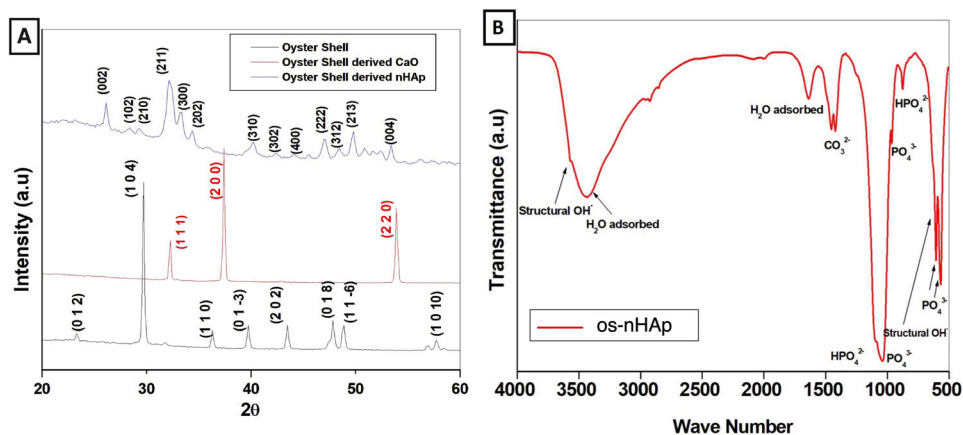 A
Oyster Shell
Oyster Shell derived CaO
Oyster Shell derived nHAp
(002)
(102)
(210)
(211)
(300)
(202)
(310)
(302)
(400)
(222)
(312)
(213)
(004)
(1 1 1)
(2 0 0)
(2 2 0)
(0 1 2)
(1 0 4)
(1 1 0)
(0 1 -3)
(2 0 2)
(0 1 8)
(1 1 -6)
(1 0 10)
Intensity (a.u)
20 30 40 50 60
2θ
B
Transmittance (a.u)
Structural OH⁻
H₂O adsorbed
H₂O adsorbed
CO₃²⁻
HPO₄²⁻
PO₄³⁻
PO₄³⁻
Structural OH⁻
HPO₄²⁻
PO₄³⁻
os-nHAp
4000 3500 3000 2500 2000 1500 1000 500
Wave Number